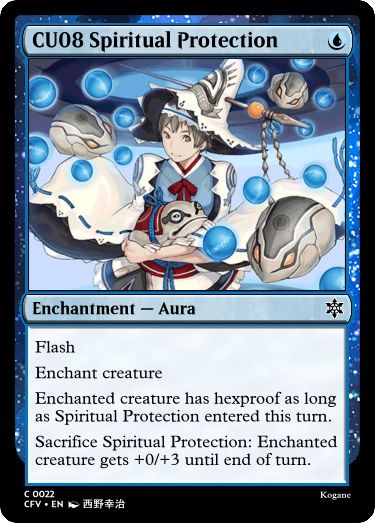 CU08 Spiritual Protection
Enchantment — Aura
Flash
Enchant creature
Enchanted creature has hexproof as long
as Spiritual Protection entered this turn.
Sacrifice Spiritual Protection: Enchanted
creature gets +0/+3 until end of turn.
C 0022
Kogane
CFV • EN 西野幸治